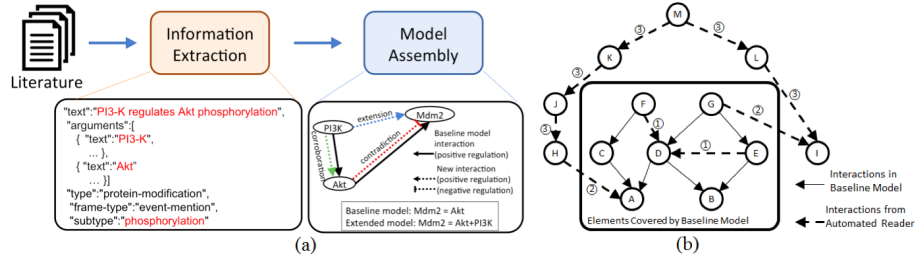 Literature
Information
Extraction
Model
Assembly
"text":"PI3-K regulates Akt phosphorylation",
"arguments":[
{ "text":"PI3-K",
... },
{ "text":"Akt"
... }]
"type":"protein-modification",
"frame-type":"event-mention",
"subtype":"phosphorylation"
PI3K
extension
Mdm2
corroboration
contradiction
Akt
Baseline model
interaction
(positive regulation)
New interaction
(positive regulation)
(negative regulation)
Baseline model: Mdm2 = Akt
Extended model: Mdm2 = Akt+PI3K
(a)
M
③ ③
K L
③ ③
J F G ②
③ ①
H C D ① E I
②
A B
Elements Covered by Baseline Model
Interactions in
Baseline Model
Interactions from
Automated Reader
(b)